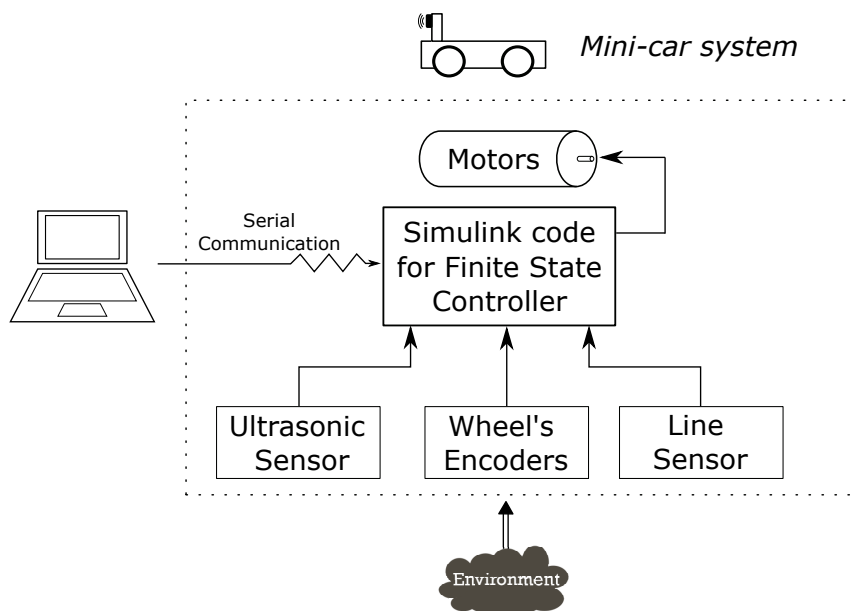 Mini-car system
Motors
Serial
Communication
Simulink code
for Finite State
Controller
Ultrasonic
Sensor
Wheel's
Encoders
Line
Sensor
Environment